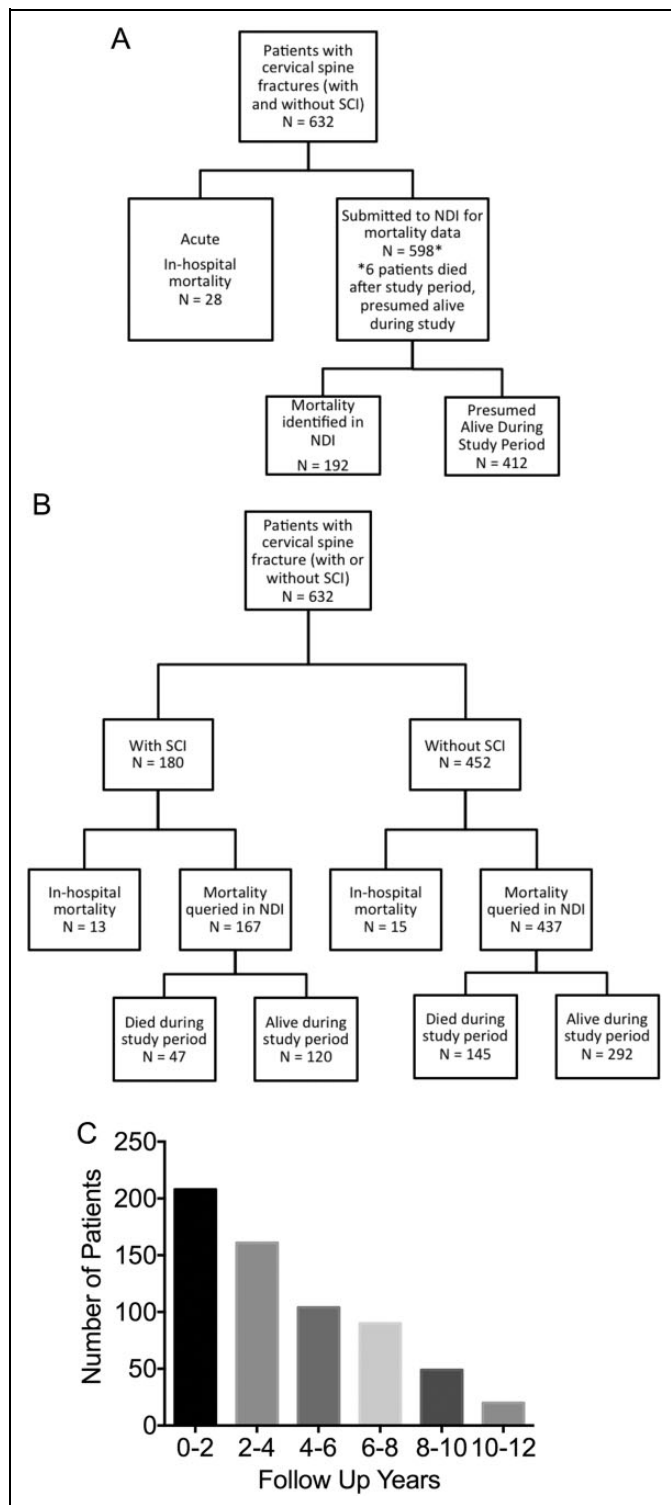 A
Patients with
cervical spine
fractures (with
and without SCI)
N = 632
Acute
In-hospital
mortality
N = 28
Submitted to NDI for
mortality data
N = 598*
*6 patients died
after study period,
presumed alive
during study
Mortality
identified in
NDI
N = 192
Presumed
Alive During
Study Period
N = 412
B
Patients with
cervical spine
fracture (with or
without SCI)
N = 632
With SCI
N = 180
Without SCI
N = 452
In-hospital
mortality
N = 13
Mortality
queried in NDI
N = 167
In-hospital
mortality
N = 15
Mortality
queried in NDI
N = 437
Died during
study period
N = 47
Alive during
study period
N = 120
Died during
study period
N = 145
Alive during
study period
N = 292
C
Number of Patients
250
200
150
100
50
0
0-2 2-4 4-6 6-8 8-10 10-12
Follow Up Years